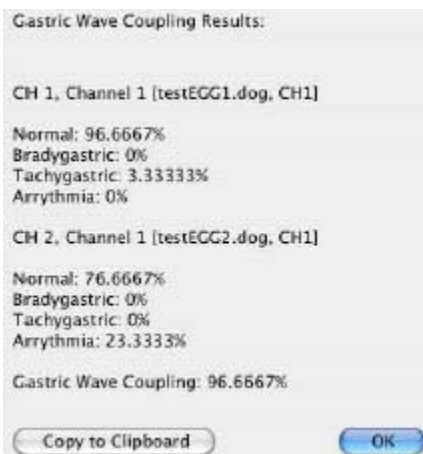 Gastric Wave Coupling Results:
CH 1, Channel 1 [testEGG1.dog, CH1]
Normal: 96.6667%
Bradygastric: 0%
Tachygastric: 3.33333%
Arrythmia: 0%
CH 2, Channel 1 [testEGG2.dog, CH1]
Normal: 76.6667%
Bradygastric: 0%
Tachygastric: 0%
Arrythmia: 23.3333%
Gastric Wave Coupling: 96.6667%
Copy to Clipboard OK